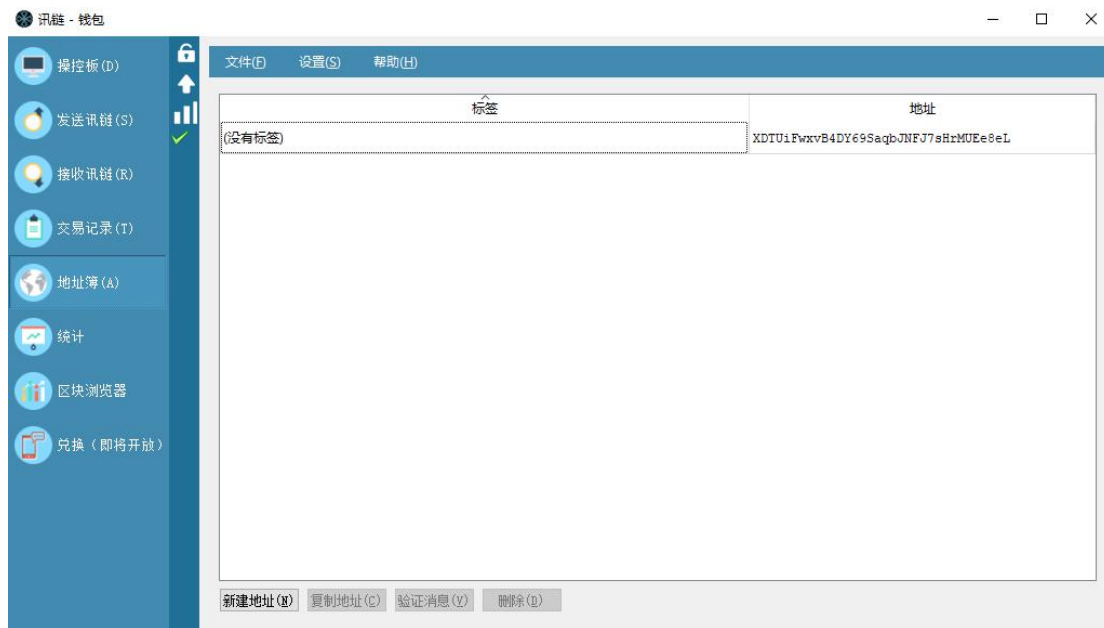 讯链 - 钱包
操控板(D)
发送讯链(S)
接收讯链(R)
交易记录(T)
地址簿(A)
统计
区块浏览器
兑换（即将开放）
文件(F) 设置(S) 帮助(H)
标签 地址
(没有标签) XDTUiFwxvB4DY69SaqbJNFJ7sHrMUEe8eL
新建地址(N) 复制地址(C) 验证消息(V) 删除(D)